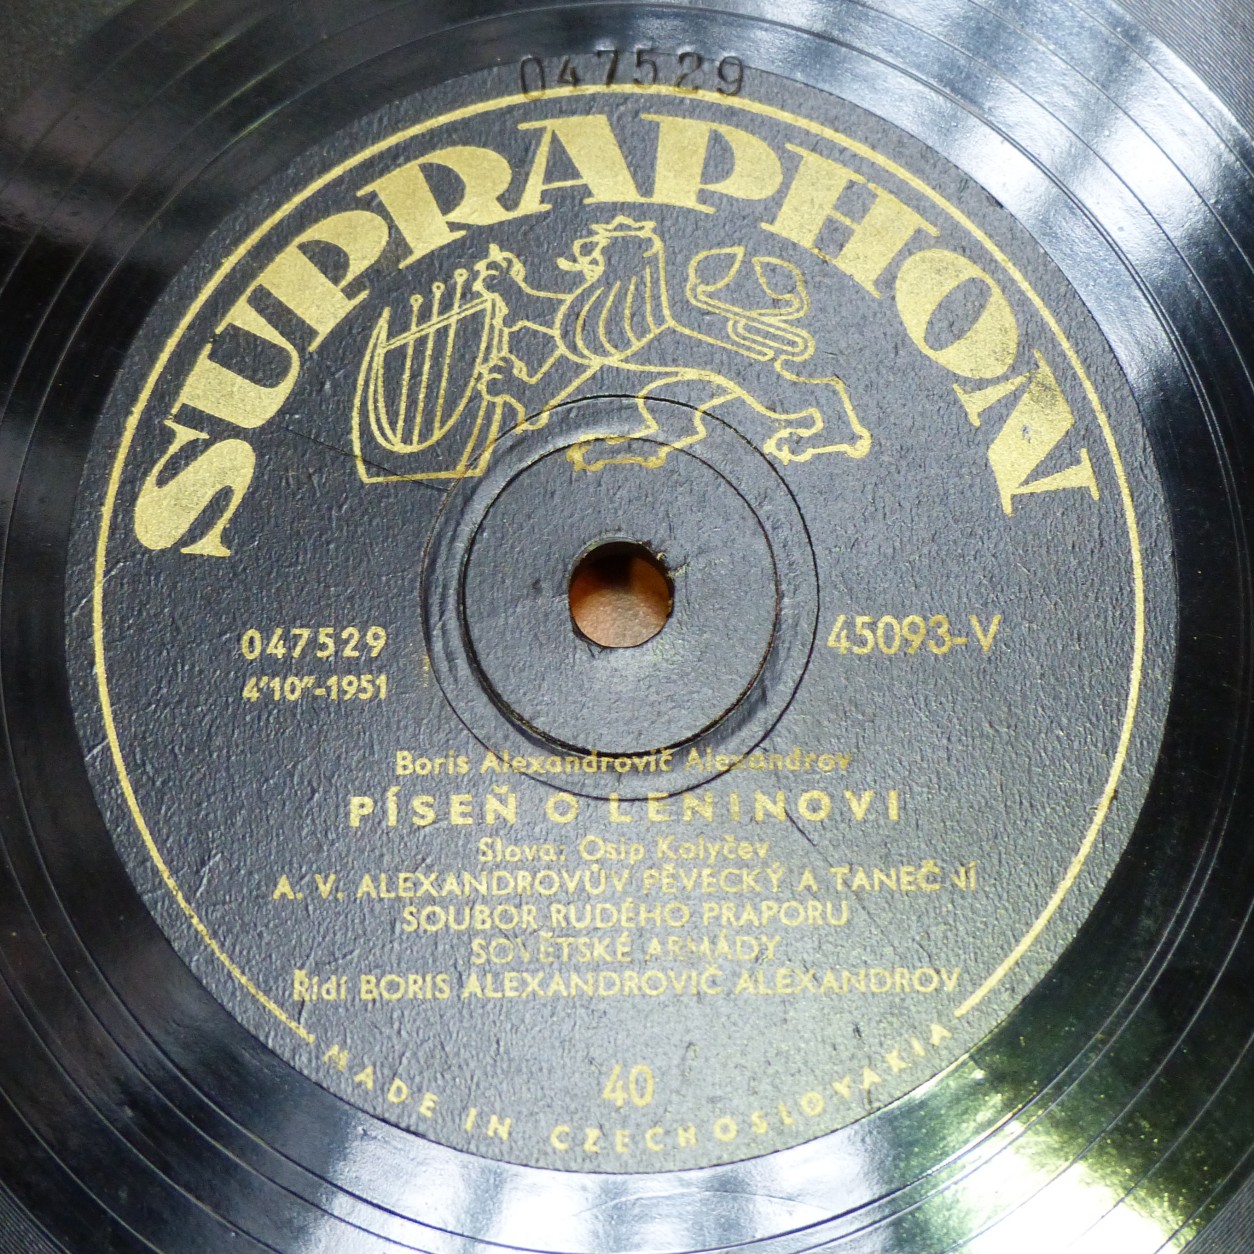 047529
SUPRAPHON
047529
45093-V
4'10"-1951
Boris Alexandrovič Alexandrov
PÍSEŇ O LENINOVI
Slova: Osip Kolyčev
A. V. ALEXANDROVŮV PĚVECKÝ A TANEČNÍ
SOUBOR RUDÉHO PRAPORU
SOVĚTSKÉ ARMÁDY
Řídí BORIS ALEXANDROVIČ ALEXANDROV
40
MADE IN CZECHOSLOVAKIA